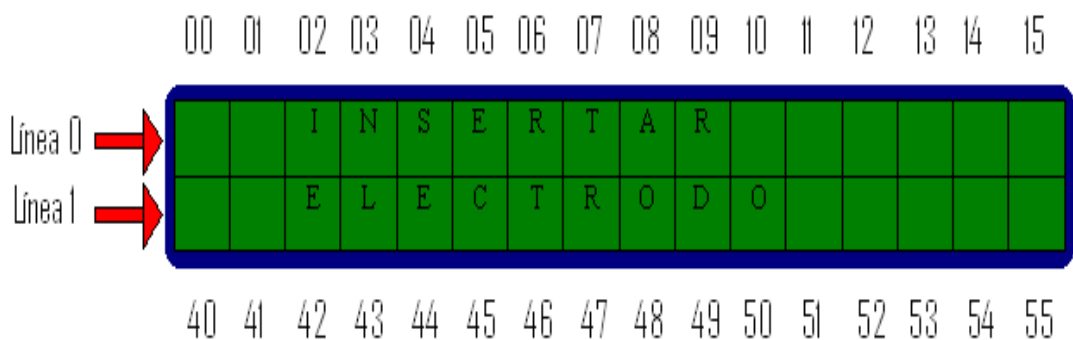 00 01 02 03 04 05 06 07 08 09 10 11 12 13 14 15
Línea 0 I N S E R T A R
Línea 1 E L E C T R O D O
40 41 42 43 44 45 46 47 48 49 50 51 52 53 54 55